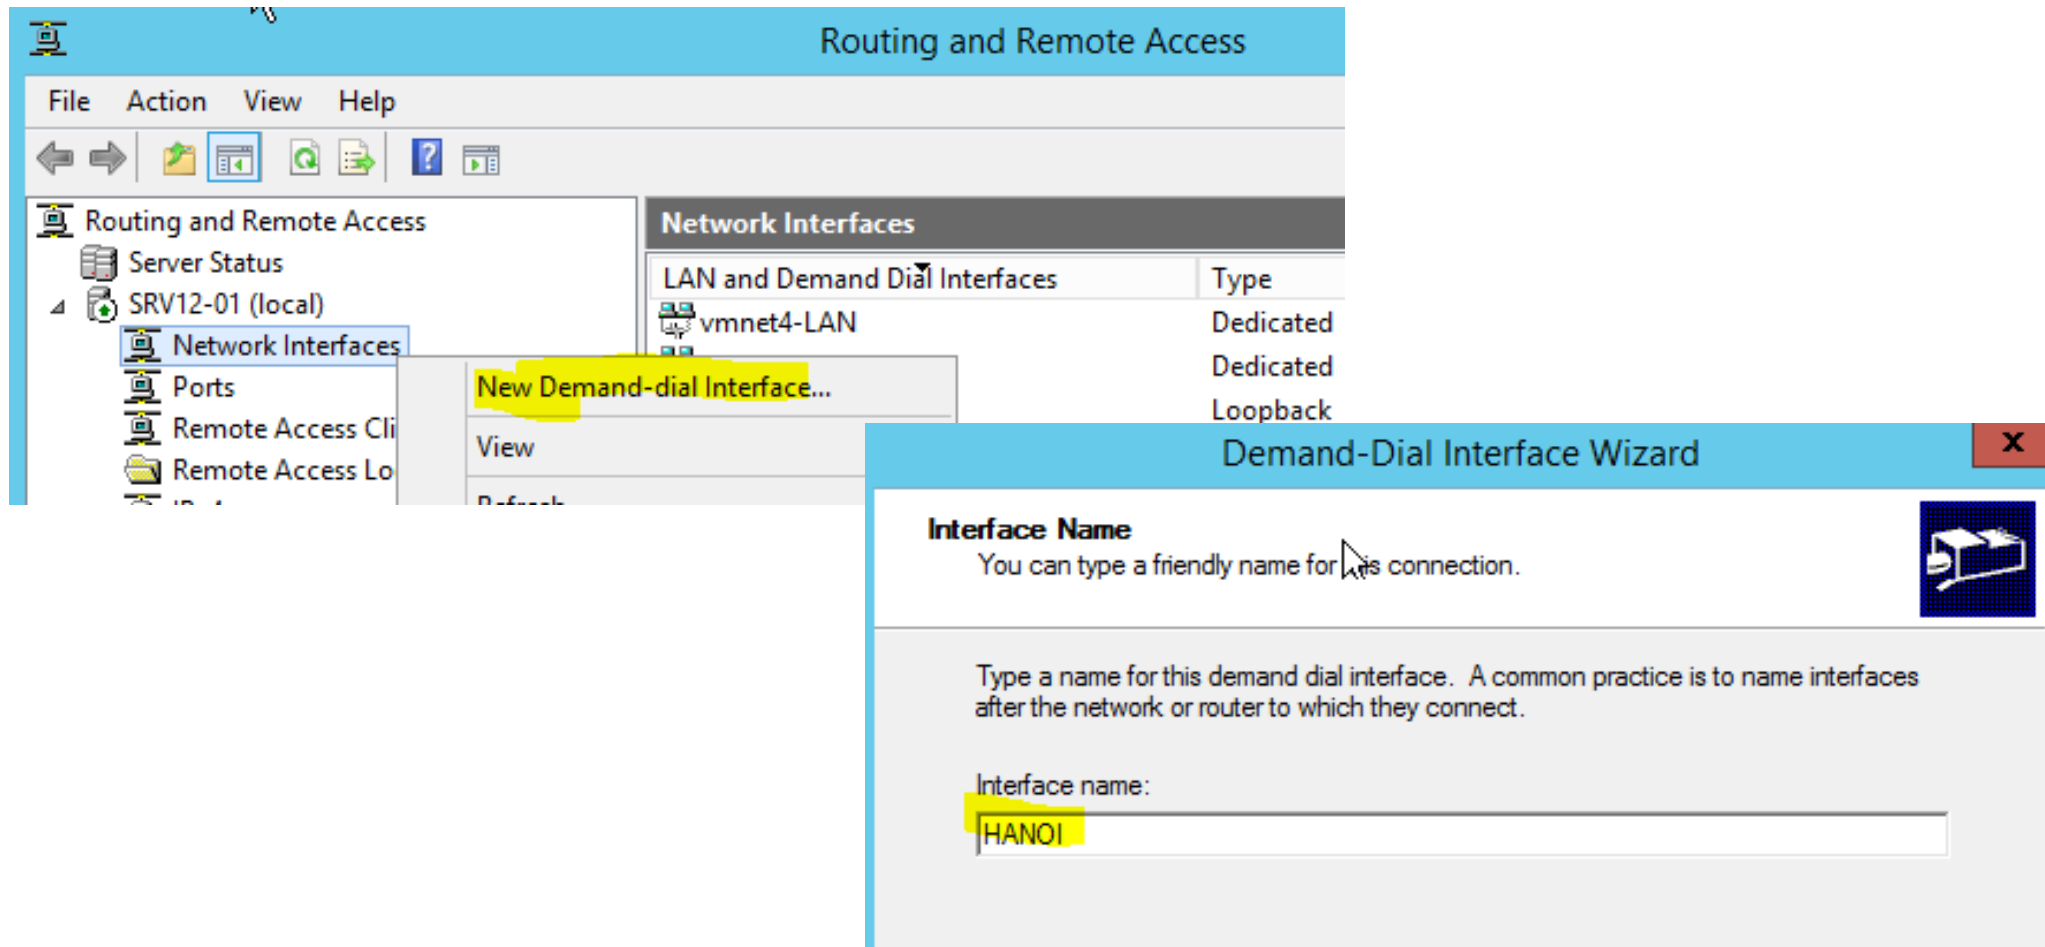 Routing and Remote Access
File Action View Help
Routing and Remote Access
Server Status
SRV12-01 (local)
Network Interfaces
Ports
Remote Access Cli
Remote Access Lo
Network Interfaces
LAN and Demand Dial Interfaces Type
vmnet4-LAN Dedicated
Dedicated
Loopback
New Demand-dial Interface...
View
Refresh
Demand-Dial Interface Wizard
Interface Name
You can type a friendly name for this connection.
Type a name for this demand dial interface. A common practice is to name interfaces
after the network or router to which they connect.
Interface name:
HANOI